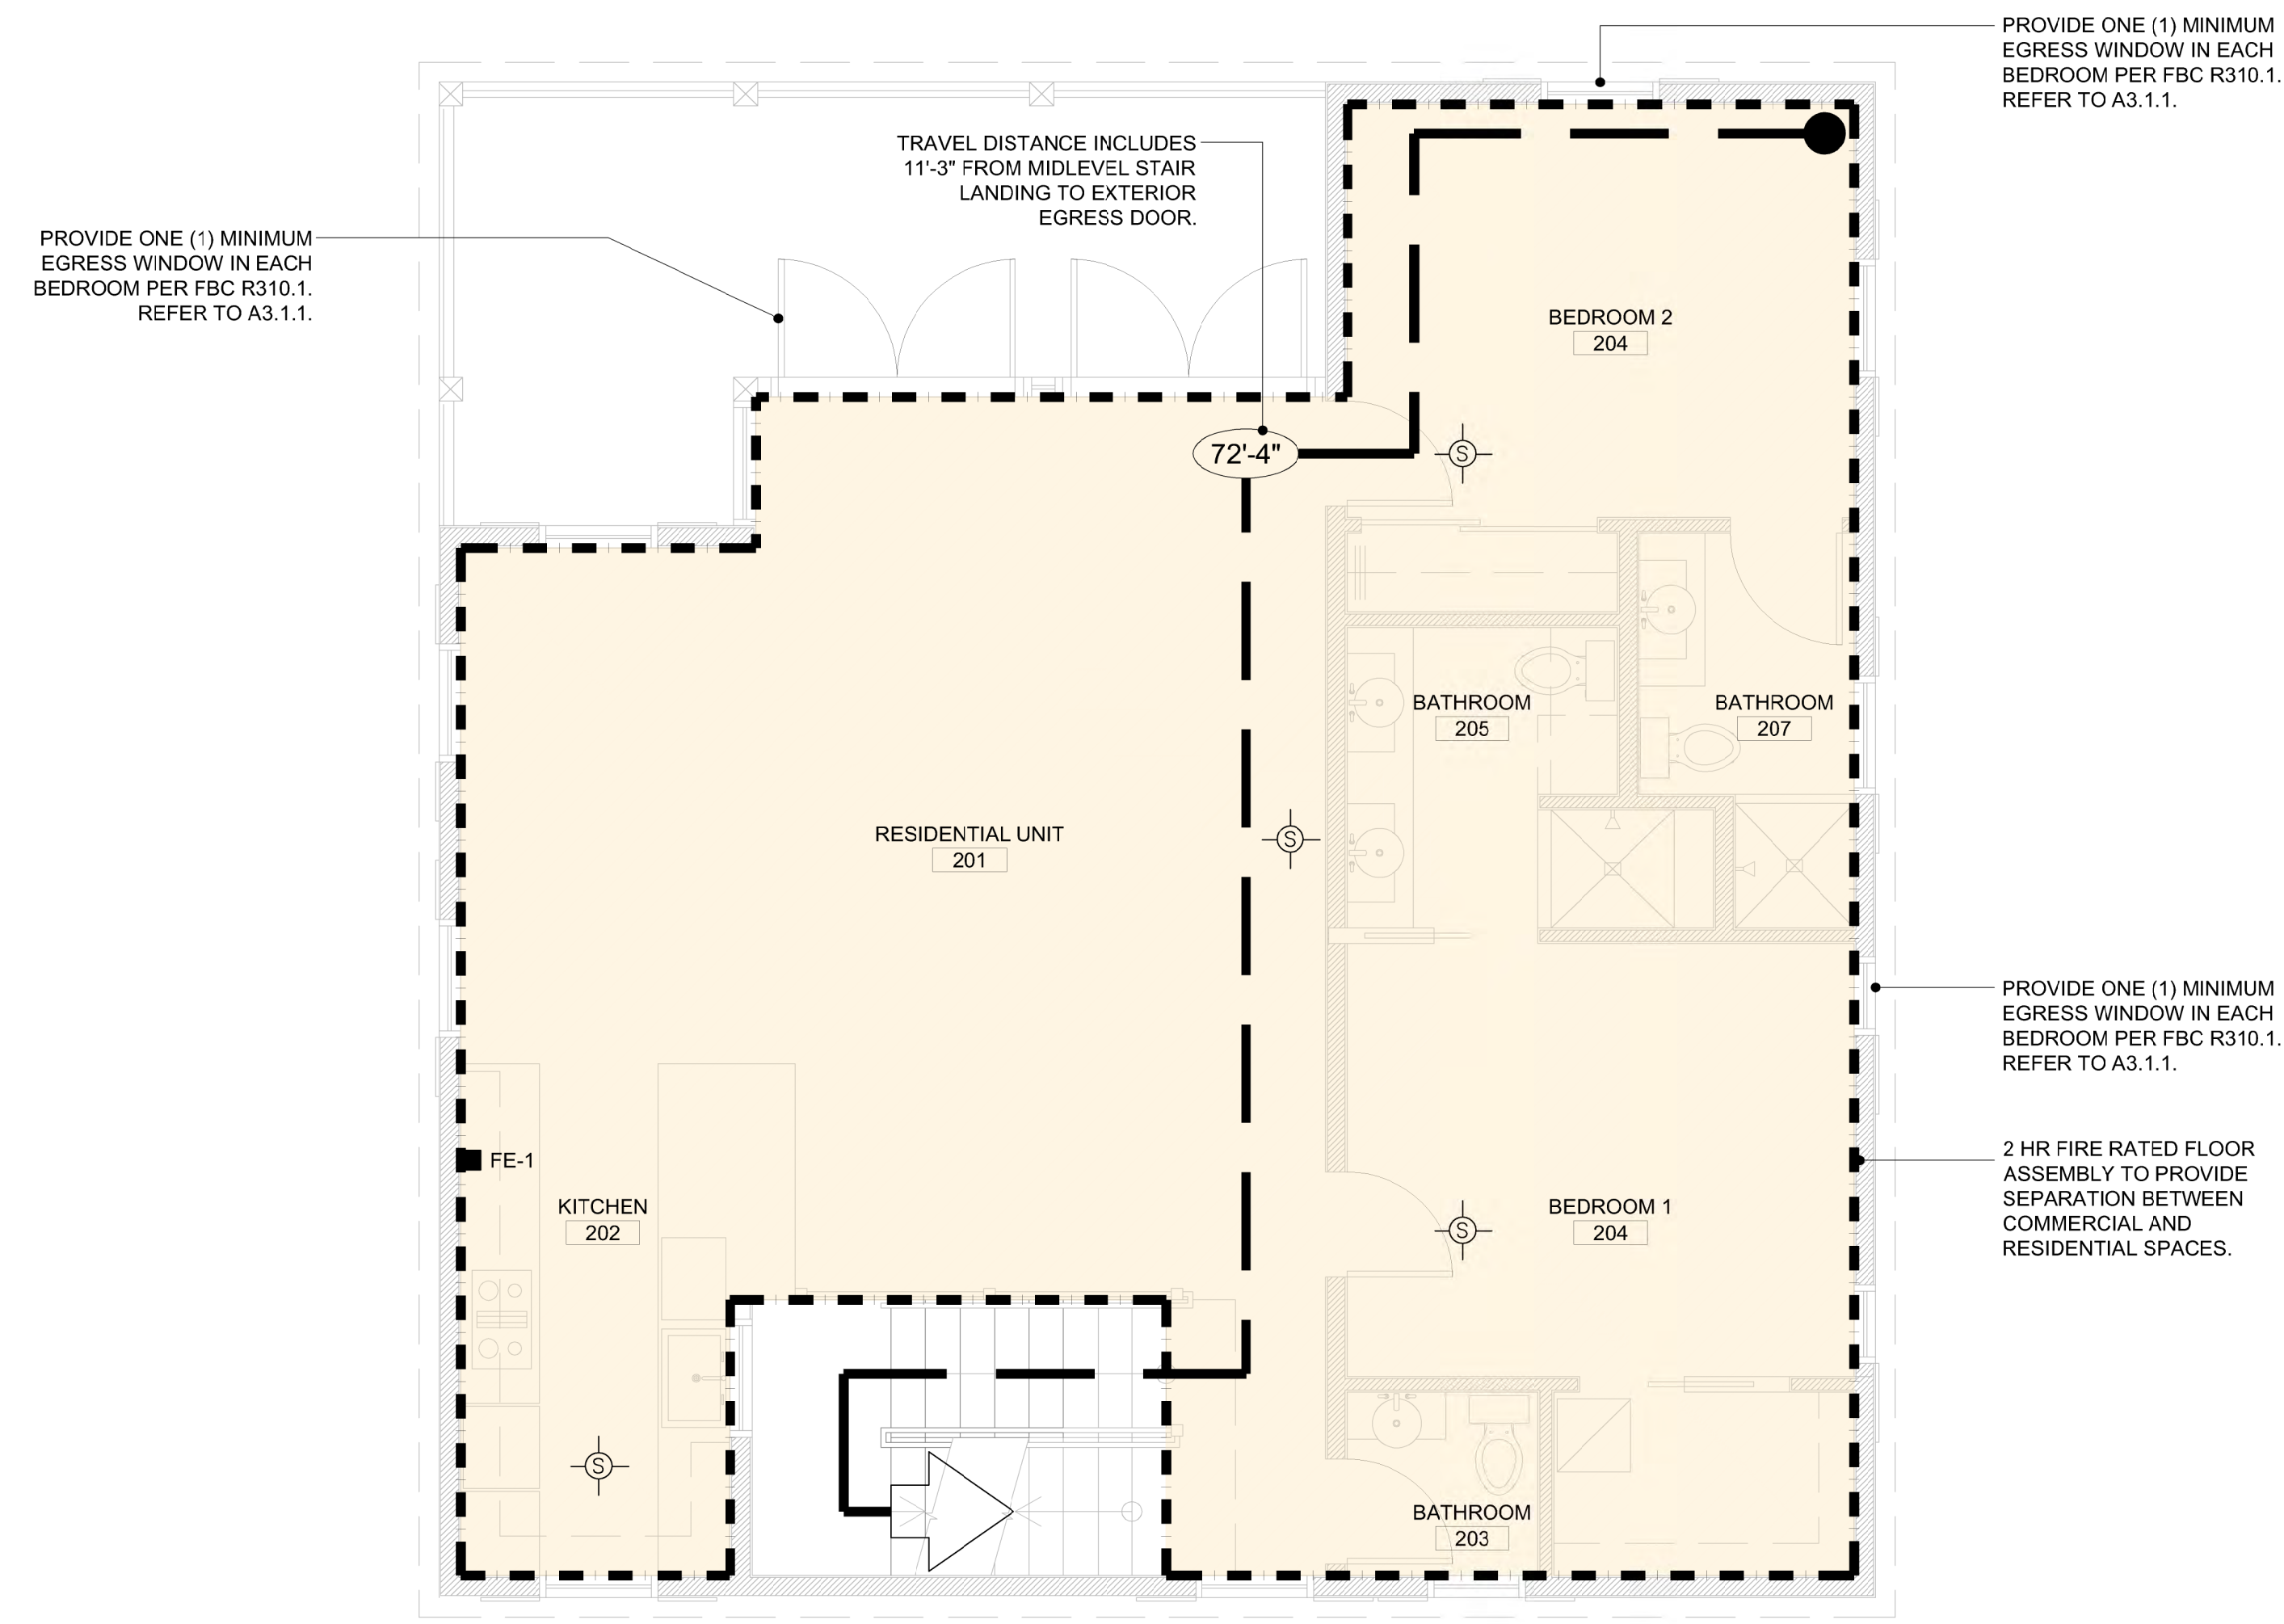 PROVIDE ONE (1) MINIMUM
EGRESS WINDOW IN EACH
BEDROOM PER FBC R310.1.
REFER TO A3.1.1.
TRAVEL DISTANCE INCLUDES
11'-3" FROM MIDLEVEL STAIR
LANDING TO EXTERIOR
EGRESS DOOR.
PROVIDE ONE (1) MINIMUM
EGRESS WINDOW IN EACH
BEDROOM PER FBC R310.1.
REFER TO A3.1.1.
BEDROOM 2
204
72'-4"
S
BATHROOM
205
BATHROOM
207
RESIDENTIAL UNIT
201
S
PROVIDE ONE (1) MINIMUM
EGRESS WINDOW IN EACH
BEDROOM PER FBC R310.1.
REFER TO A3.1.1.
2 HR FIRE RATED FLOOR
ASSEMBLY TO PROVIDE
SEPARATION BETWEEN
COMMERCIAL AND
RESIDENTIAL SPACES.
FE-1
KITCHEN
202
S
BEDROOM 1
204
S
BATHROOM
203